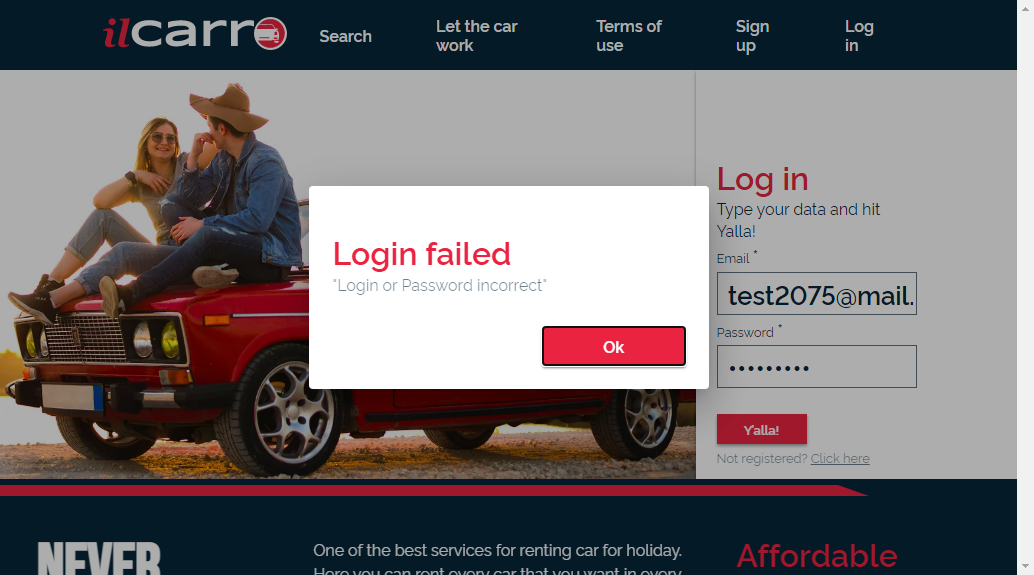 ilcarro
Search
Let the car
work
Terms of
use
Sign
up
Log
in
Log in
Type your data and hit
Yalla!
Email *
test2075@mail.
Password *
Y'alla!
Not registered? Click here
Login failed
"Login or Password incorrect"
Ok
NEVER
One of the best services for renting car for holiday.
Here you can rent every car that you want in every
Affordable